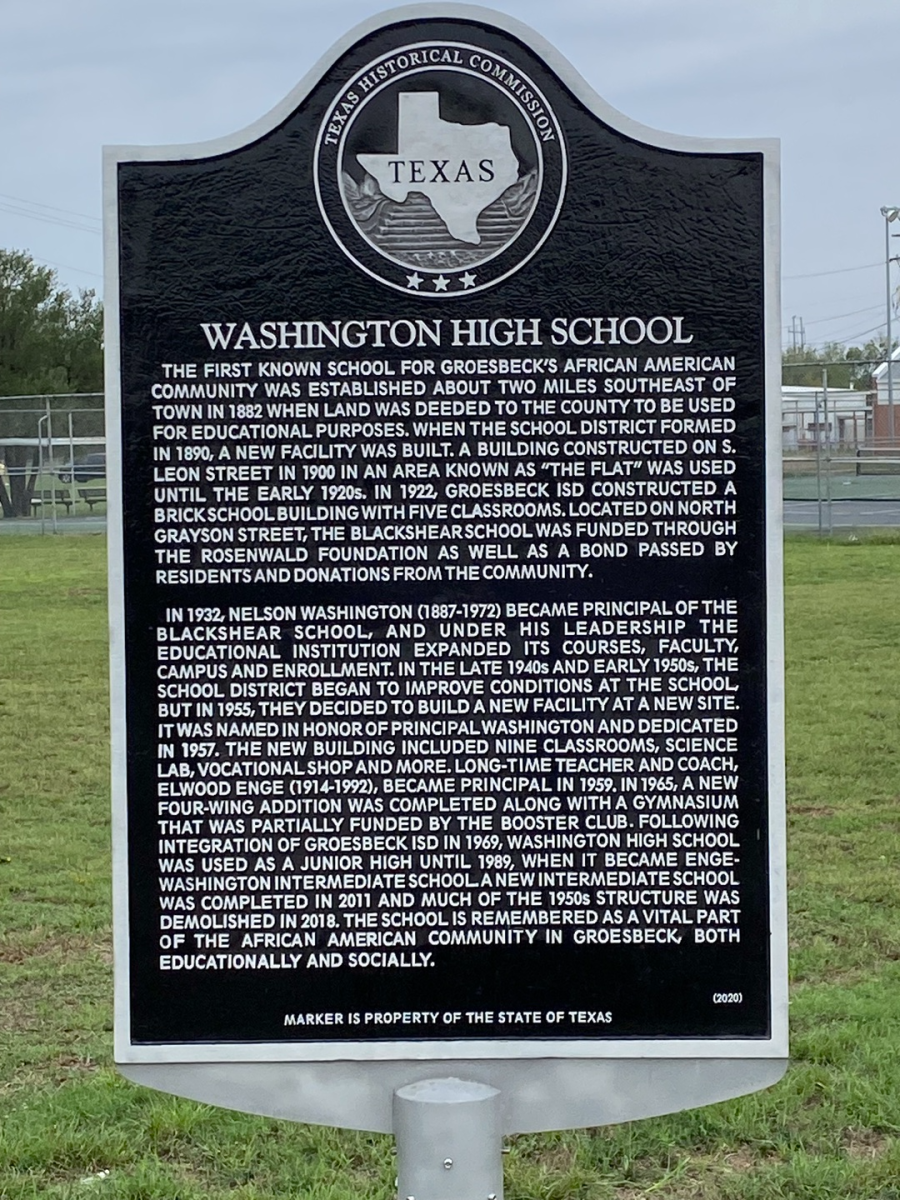 TEXAS HISTORICAL COMMISSION
TEXAS
WASHINGTON HIGH SCHOOL
THE FIRST KNOWN SCHOOL FOR GROESBECK'S AFRICAN AMERICAN
COMMUNITY WAS ESTABLISHED ABOUT TWO MILES SOUTHEAST OF
TOWN IN 1882 WHEN LAND WAS DEEDED TO THE COUNTY TO BE USED
FOR EDUCATIONAL PURPOSES. WHEN THE SCHOOL DISTRICT FORMED
IN 1890, A NEW FACILITY WAS BUILT. A BUILDING CONSTRUCTED ON S.
LEON STREET IN 1900 IN AN AREA KNOWN AS "THE FLAT" WAS USED
UNTIL THE EARLY 1920s. IN 1922, GROESBECK ISD CONSTRUCTED A
BRICK SCHOOL BUILDING WITH FIVE CLASSROOMS. LOCATED ON NORTH
GRAYSON STREET, THE BLACKSHEAR SCHOOL WAS FUNDED THROUGH
THE ROSENWALD FOUNDATION AS WELL AS A BOND PASSED BY
RESIDENTS AND DONATIONS FROM THE COMMUNITY.
IN 1932, NELSON WASHINGTON (1887-1972) BECAME PRINCIPAL OF THE
BLACKSHEAR SCHOOL, AND UNDER HIS LEADERSHIP THE
EDUCATIONAL INSTITUTION EXPANDED ITS COURSES, FACULTY,
CAMPUS AND ENROLLMENT. IN THE LATE 1940s AND EARLY 1950s, THE
SCHOOL DISTRICT BEGAN TO IMPROVE CONDITIONS AT THE SCHOOL,
BUT IN 1955, THEY DECIDED TO BUILD A NEW FACILITY AT A NEW SITE.
IT WAS NAMED IN HONOR OF PRINCIPAL WASHINGTON AND DEDICATED
IN 1957. THE NEW BUILDING INCLUDED NINE CLASSROOMS, SCIENCE
LAB, VOCATIONAL SHOP AND MORE. LONG-TIME TEACHER AND COACH,
ELWOOD ENGE (1914-1992), BECAME PRINCIPAL IN 1959. IN 1965, A NEW
FOUR-WING ADDITION WAS COMPLETED ALONG WITH A GYMNASIUM
THAT WAS PARTIALLY FUNDED BY THE BOOSTER CLUB. FOLLOWING
INTEGRATION OF GROESBECK ISD IN 1969, WASHINGTON HIGH SCHOOL
WAS USED AS A JUNIOR HIGH UNTIL 1989, WHEN IT BECAME ENGE-
WASHINGTON INTERMEDIATE SCHOOL. A NEW INTERMEDIATE SCHOOL
WAS COMPLETED IN 2011 AND MUCH OF THE 1950s STRUCTURE WAS
DEMOLISHED IN 2018. THE SCHOOL IS REMEMBERED AS A VITAL PART
OF THE AFRICAN AMERICAN COMMUNITY IN GROESBECK, BOTH
EDUCATIONALLY AND SOCIALLY.
(2020)
MARKER IS PROPERTY OF THE STATE OF TEXAS